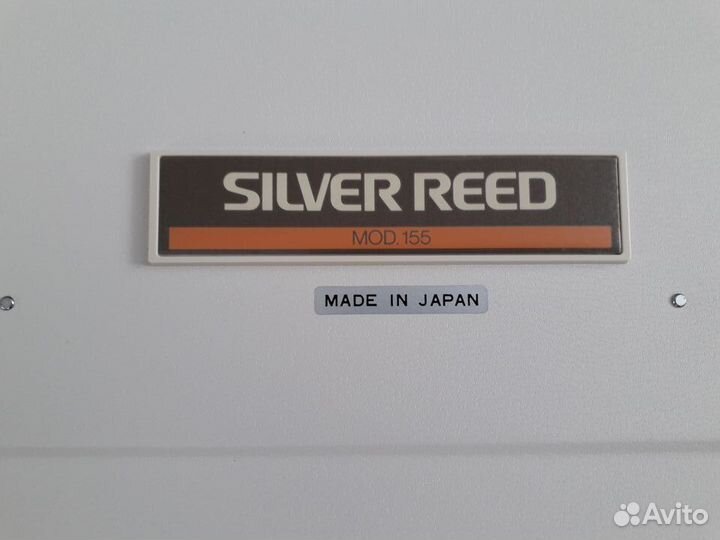 SILVER REED
MOD. 155
MADE IN JAPAN
Avito